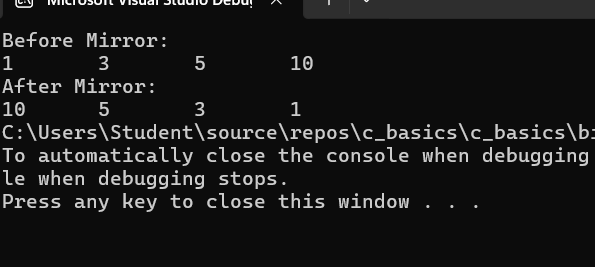 Microsoft Visual Studio Debu
Before Mirror:
1 3 5 10
After Mirror:
10 5 3 1
C:\Users\Student\source\repos\c_basics\c_basics\bi
To automatically close the console when debugging
le when debugging stops.
Press any key to close this window . . .